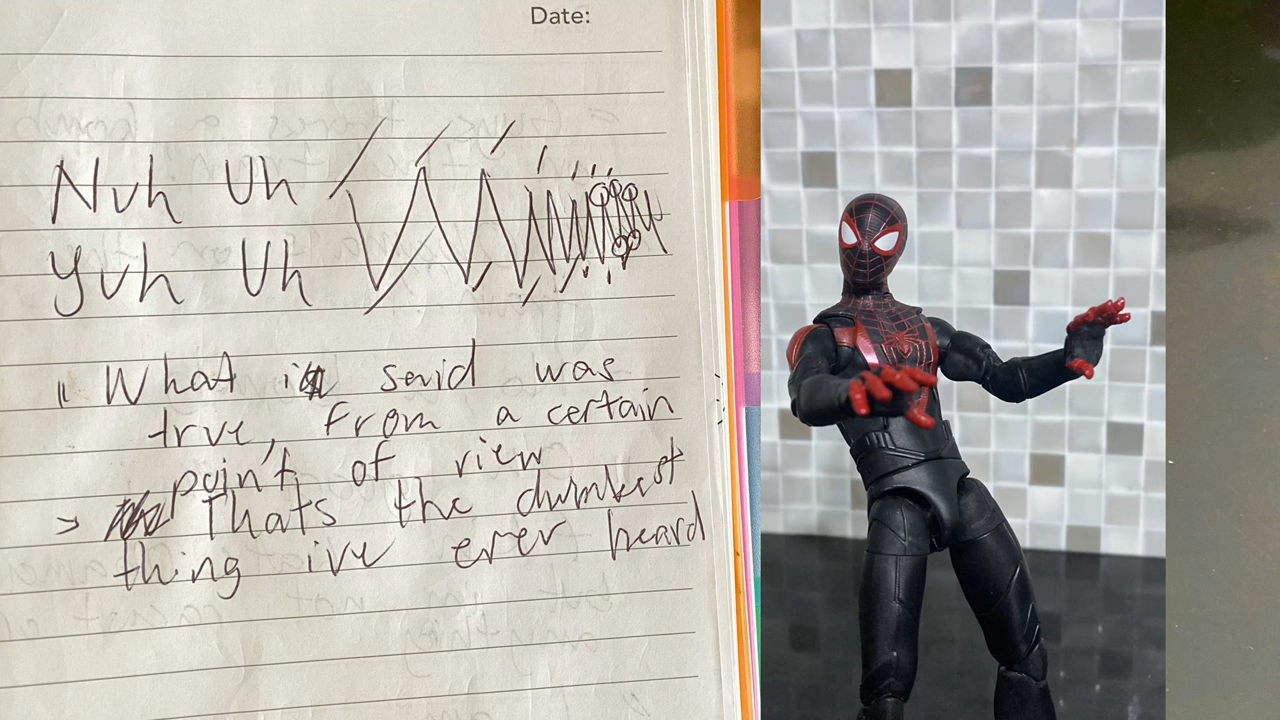 Date:
Nuh Uh
Yuh Uh
"What i said was
true, from a certain
point of view
> Thats the dumbest
thing ive ever heard